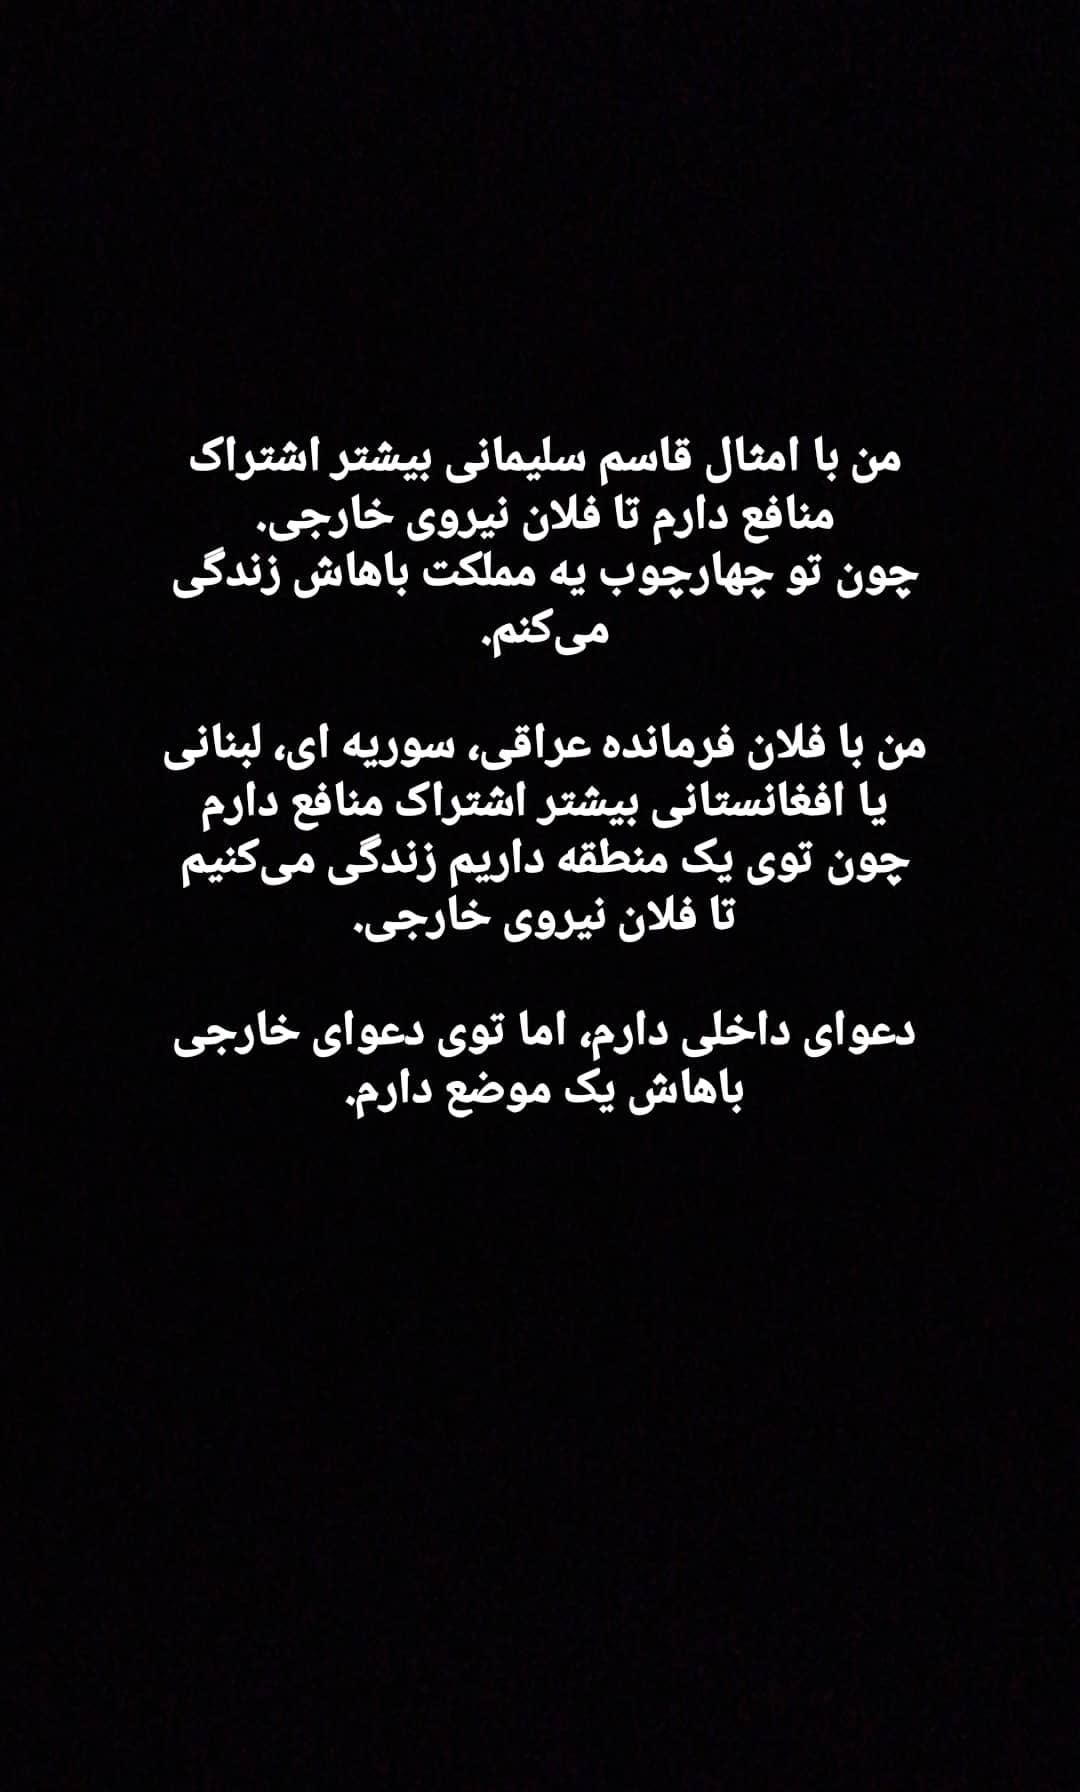 من با امثال قاسم سلیمانی بیشتر اشتراک
منافع دارم تا فلان نیروی خارجی.
چون تو چهارچوب یه مملکت باهاش زندگی
می‌کنم.
من با فلان فرمانده عراقی، سوریه ای، لبنانی
یا افغانستانی بیشتر اشتراک منافع دارم
چون توی یک منطقه داریم زندگی می‌کنیم
تا فلان نیروی خارجی.
دعوای داخلی دارم، اما توی دعوای خارجی
باهاش یک موضع دارم.